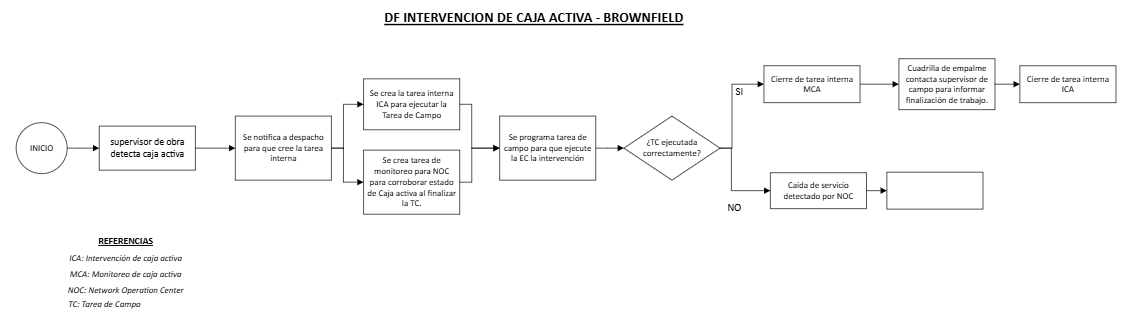 DF INTERVENCION DE CAJA ACTIVA - BROWNFIELD
INICIO
supervisor de obra
detecta caja activa
Se notifica a despacho
para que cree la tarea
interna
Se crea la tarea interna
ICA para ejecutar la
Tarea de Campo
Se crea tarea de
monitoreo para NOC
para corroborar estado
de Caja activa al finalizar
la TC.
Se programa tarea de
campo para que ejecute
la EC la intervención
¿TC ejecutada
correctamente?
SI
Cierre de tarea interna
MCA
Cuadrilla de empalme
contacta supervisor de
campo para informar
finalización de trabajo.
Cierre de tarea interna
ICA
NO
Caida de servicio
detectado por NOC
REFERENCIAS
ICA: Intervención de caja activa
MCA: Monitoreo de caja activa
NOC: Network Operation Center
TC: Tarea de Campo